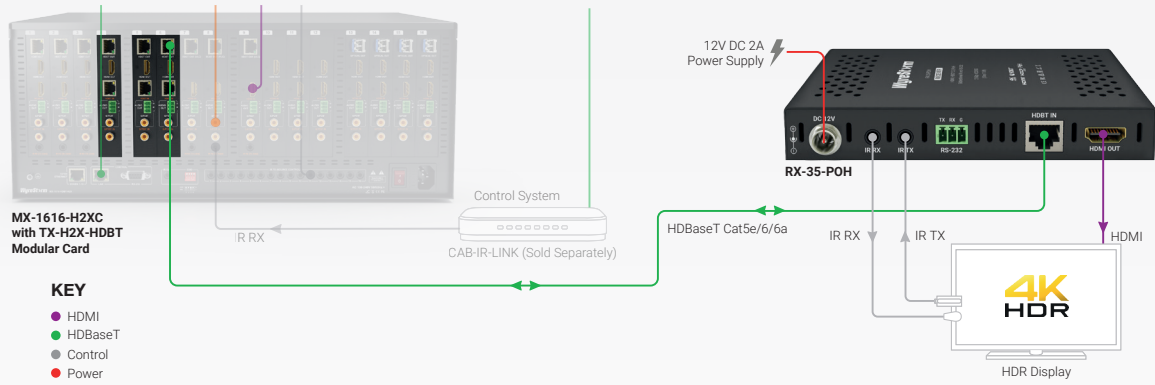 12V DC 2A
Power Supply
WyreStorm
DC 12V
IR RX
IR TX
TX RX G
RS-232
HDBT IN
HDMI OUT
RX-35-POH
WyreStorm
MX-1616-H2XC
with TX-H2X-HDBT
Modular Card
Control System
IR RX
CAB-IR-LINK (Sold Separately)
HDBaseT Cat5e/6/6a
IR RX
IR TX
HDMI
4K
HDR
HDR Display
KEY
HDMI
HDBaseT
Control
Power